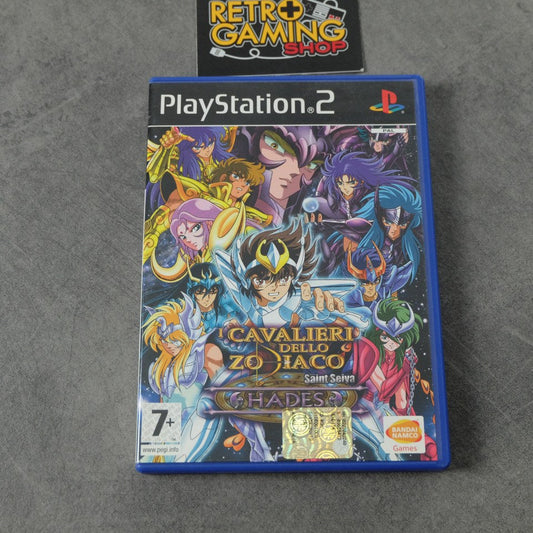 RETRO
GAMING
SHOP
PlayStation®2
PAL
I CAVALIERI
DELLO
ZODIACO
Saint Seiya
HADES
7+
www.pegi.info
BANDAI
NAMCO
Games